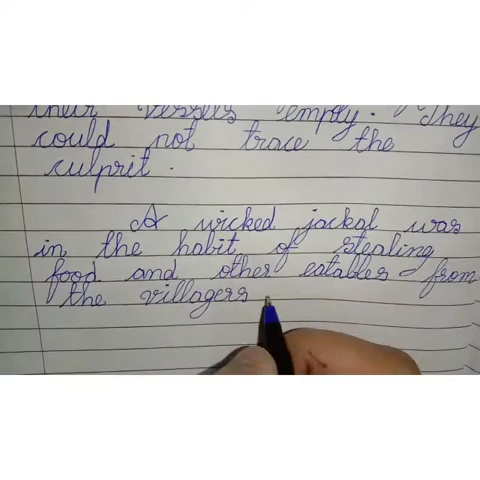 their vessels empty. They
could not trace the
culprit.
A wicked jackal was
in the habit of stealing
food and other eatables from
the villagers